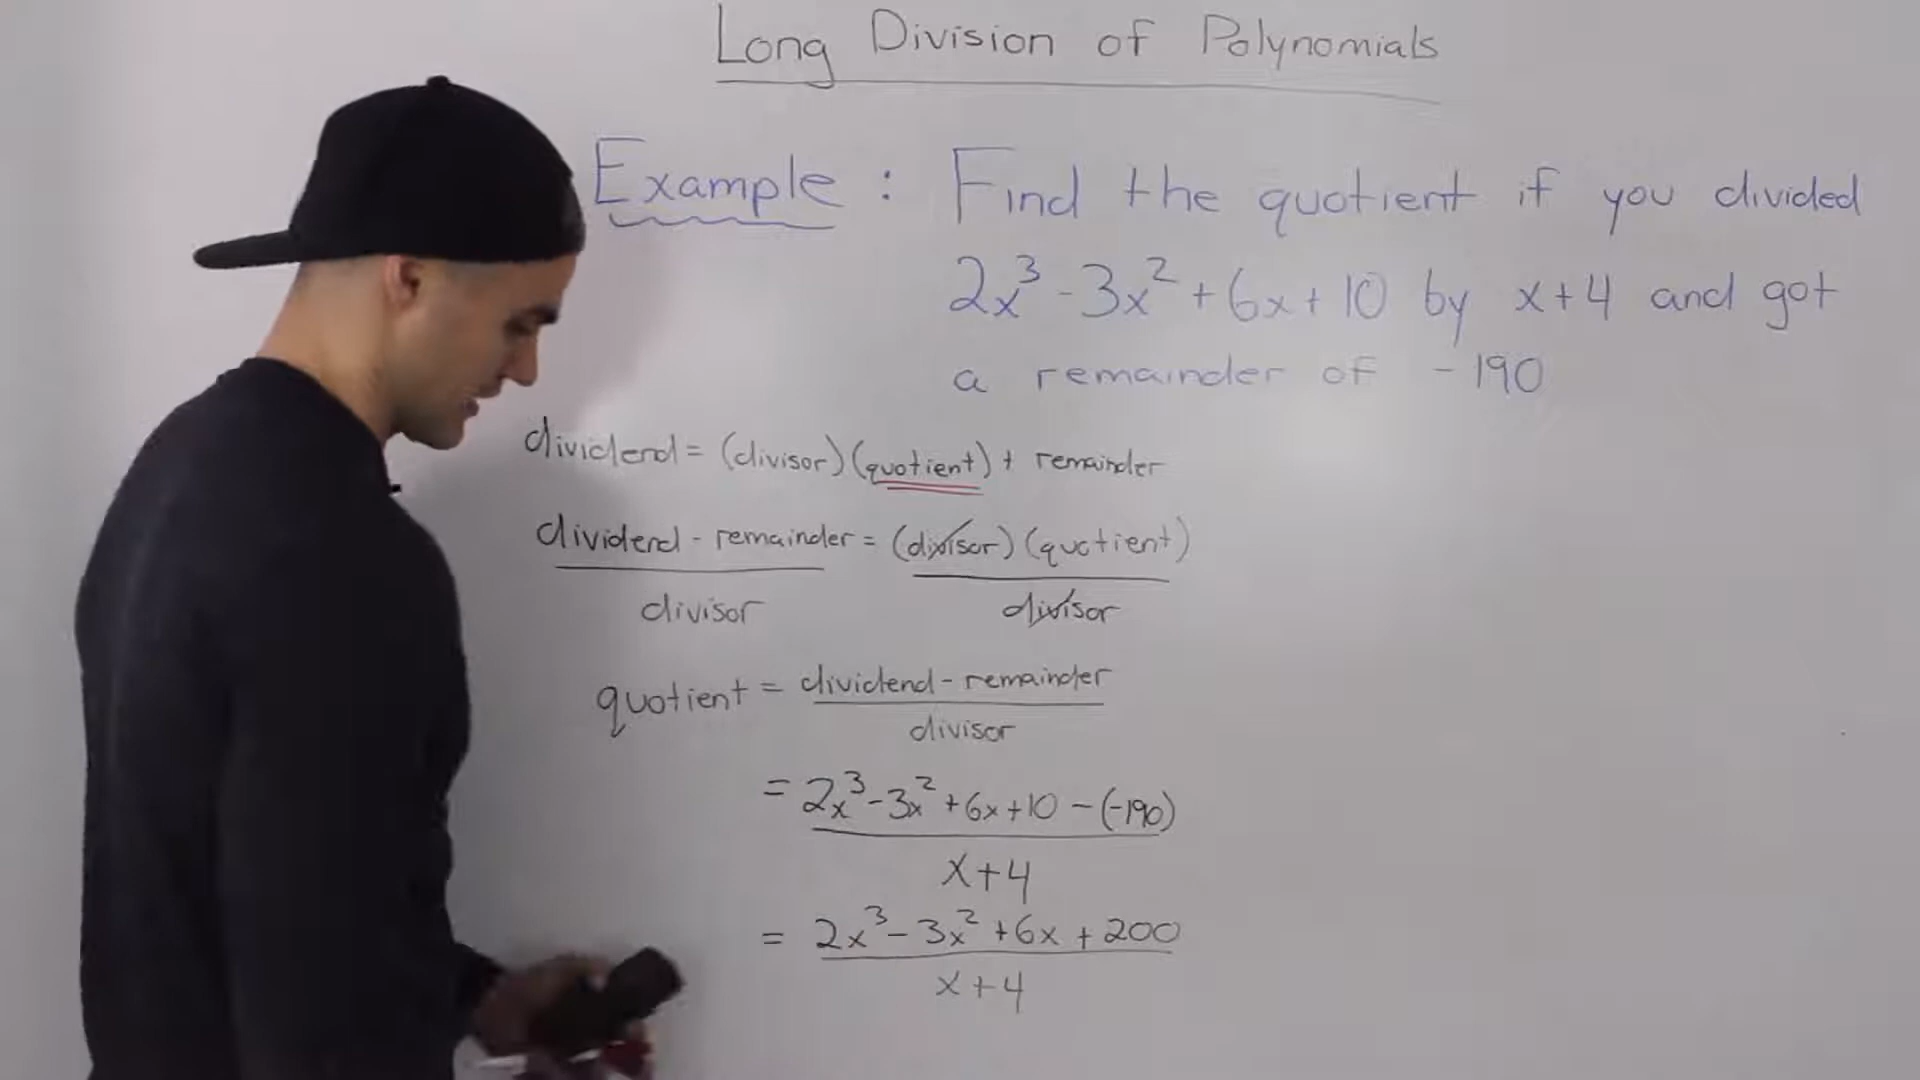 Long Division of Polynomials
Example : Find the quotient if you divided
2x³ - 3x² + 6x + 10 by x + 4 and got
a remainder of -190
dividend = (divisor)(quotient) + remainder
dividend - remainder = (divisor)(quotient)
divisor divisor
quotient = dividend - remainder
divisor
= 2x³ - 3x² + 6x + 10 - (-190)
x + 4
= 2x³ - 3x² + 6x + 200
x + 4